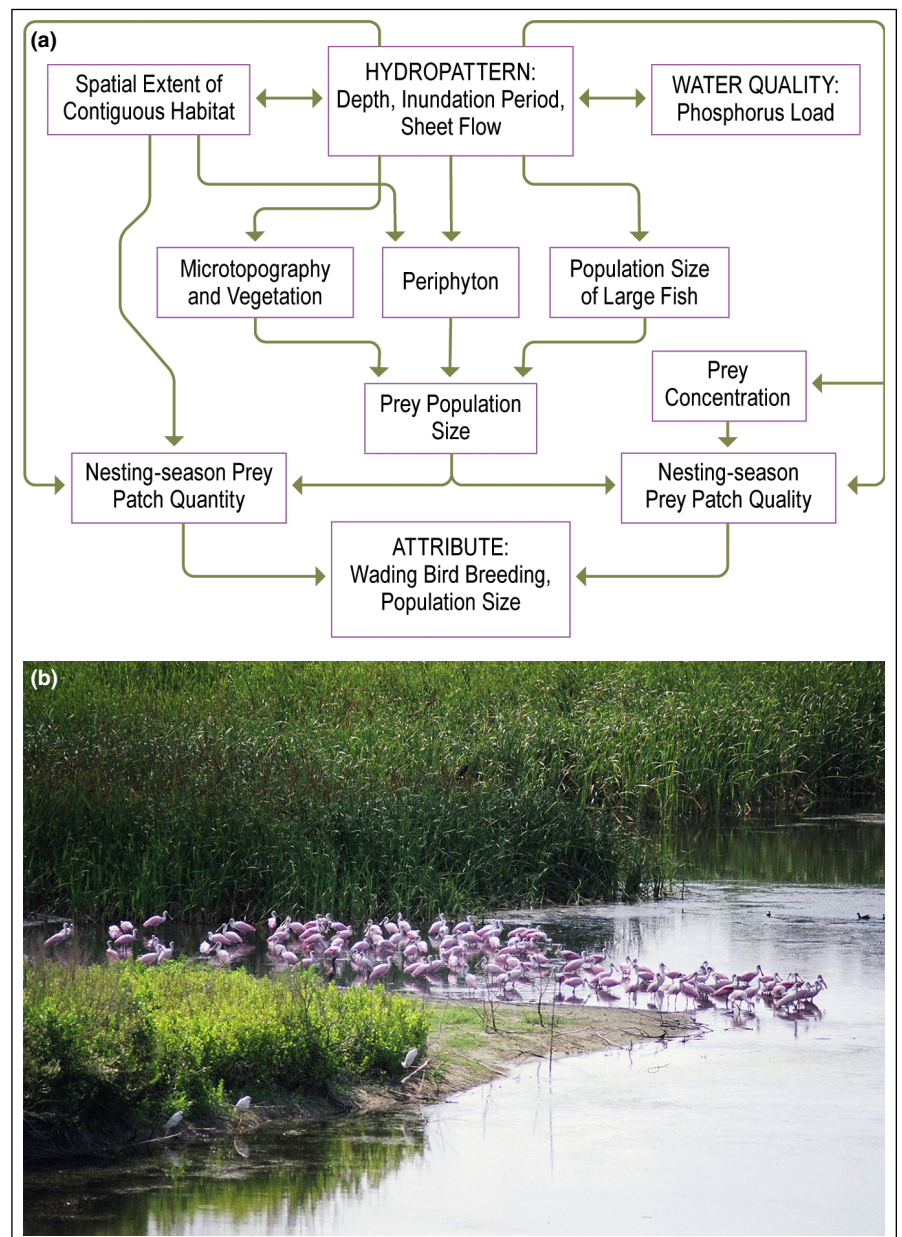 (a)
Spatial Extent of
Contiguous Habitat
HYDROPATTERN:
Depth, Inundation Period,
Sheet Flow
WATER QUALITY:
Phosphorus Load
Microtopography
and Vegetation
Periphyton
Population Size
of Large Fish
Prey
Concentration
Prey Population
Size
Nesting-season Prey
Patch Quantity
Nesting-season
Prey Patch Quality
ATTRIBUTE:
Wading Bird Breeding,
Population Size
(b)